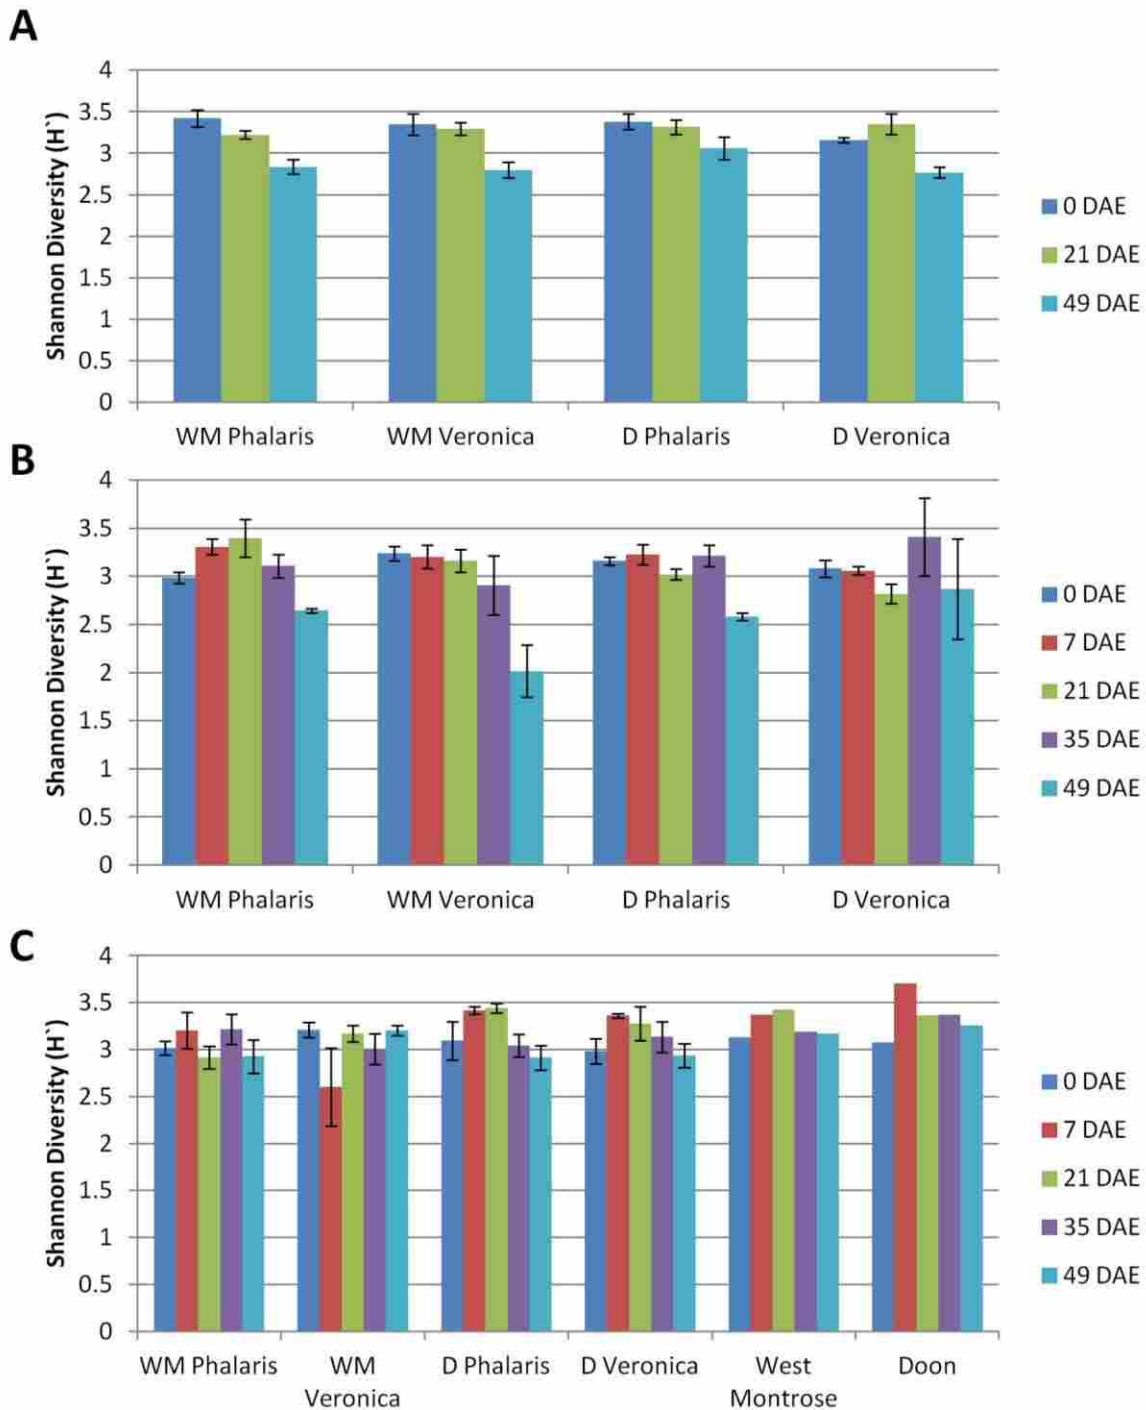 A
Shannon Diversity (H`)
4
3.5
3
2.5
2
1.5
1
0.5
0
WM Phalaris WM Veronica D Phalaris D Veronica
0 DAE
21 DAE
49 DAE
B
Shannon Diversity (H`)
4
3.5
3
2.5
2
1.5
1
0.5
0
WM Phalaris WM Veronica D Phalaris D Veronica
0 DAE
7 DAE
21 DAE
35 DAE
49 DAE
C
Shannon Diversity (H`)
4
3.5
3
2.5
2
1.5
1
0.5
0
WM Phalaris WM D Phalaris D Veronica West Doon
Veronica Montrose
0 DAE
7 DAE
21 DAE
35 DAE
49 DAE